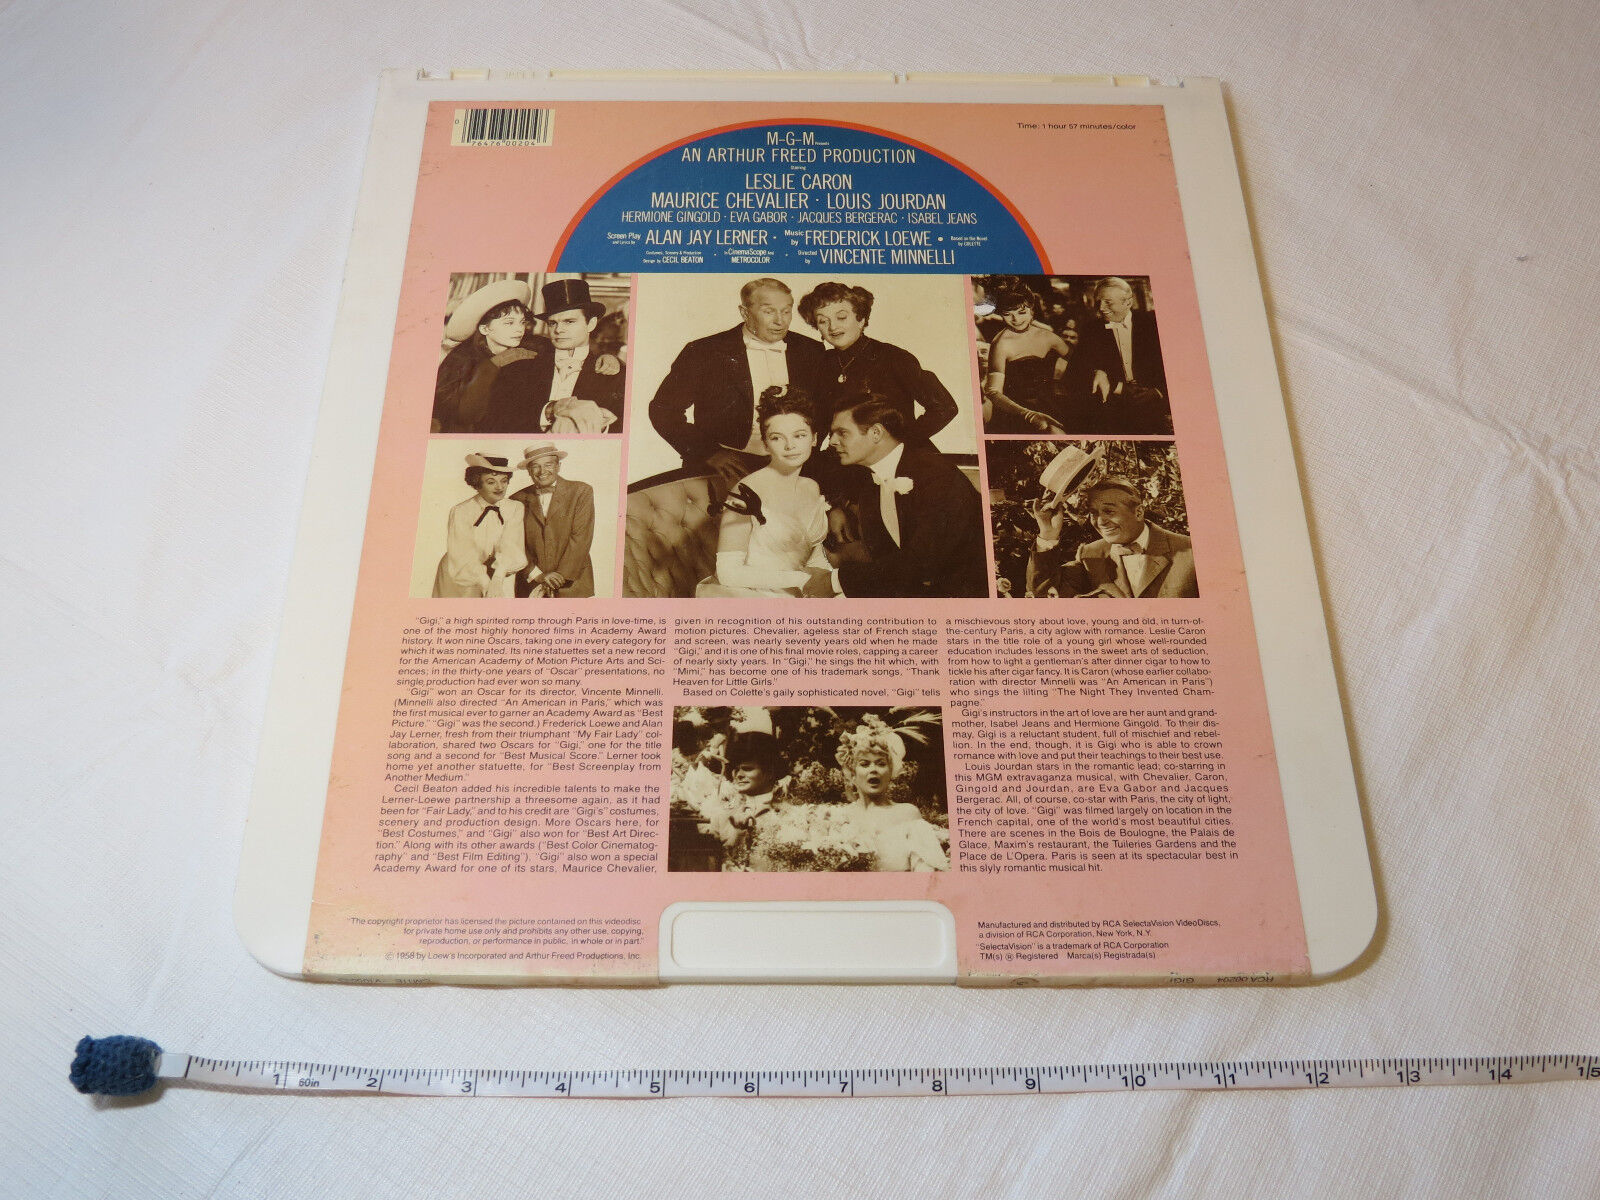 0
76476 00204
Time: 1 hour 57 minutes/color
M-G-M Presents
AN ARTHUR FREED PRODUCTION
Starring
LESLIE CARON
MAURICE CHEVALIER · LOUIS JOURDAN
HERMIONE GINGOLD · EVA GABOR · JACQUES BERGERAC · ISABEL JEANS
Screen Play and Lyrics by ALAN JAY LERNER · Music by FREDERICK LOEWE · Based on the Novel by COLETTE
Costumes, Scenery & Production Design by CECIL BEATON · In CinemaScope And METROCOLOR · Directed by VINCENTE MINNELLI
"Gigi," a high spirited romp through Paris in love-time, is
one of the most highly honored films in Academy Award
history. It won nine Oscars, taking one in every category for
which it was nominated. Its nine statuettes set a new record
for the American Academy of Motion Picture Arts and Sci-
ences; in the thirty-one years of "Oscar" presentations, no
single production had ever won so many.
"Gigi" won an Oscar for its director, Vincente Minnelli.
(Minnelli also directed "An American in Paris," which was
the first musical ever to garner an Academy Award as "Best
Picture." "Gigi" was the second.) Frederick Loewe and Alan
Jay Lerner, fresh from their triumphant "My Fair Lady" col-
laboration, shared two Oscars for "Gigi," one for the title
song and a second for "Best Musical Score." Lerner took
home yet another statuette, for "Best Screenplay from
Another Medium."
Cecil Beaton added his incredible talents to make the
Lerner-Loewe partnership a threesome again, as it had
been for "Fair Lady," and to his credit are "Gigi's" costumes,
scenery and production design. More Oscars here, for
"Best Costumes," and "Gigi" also won for "Best Art Direc-
tion." Along with its other awards ("Best Color Cinematog-
raphy" and "Best Film Editing"), "Gigi" also won a special
Academy Award for one of its stars, Maurice Chevalier,
given in recognition of his outstanding contribution to
motion pictures. Chevalier, ageless star of French stage
and screen, was nearly seventy years old when he made
"Gigi," and it is one of his final movie roles, capping a career
of nearly sixty years. In "Gigi," he sings the hit which, with
"Mimi," has become one of his trademark songs, "Thank
Heaven for Little Girls."
Based on Colette's gaily sophisticated novel, "Gigi" tells
a mischievous story about love, young and old, in turn-of-
the-century Paris, a city aglow with romance. Leslie Caron
stars in the title role of a young girl whose well-rounded
education includes lessons in the sweet arts of seduction,
from how to light a gentleman's after dinner cigar to how to
tickle his after cigar fancy. It is Caron (whose earlier collabo-
ration with director Minnelli was "An American in Paris")
who sings the lilting "The Night They Invented Cham-
pagne."
Gigi's instructors in the art of love are her aunt and grand-
mother, Isabel Jeans and Hermione Gingold. To their dis-
may, Gigi is a reluctant student, full of mischief and rebel-
lion. In the end, though, it is Gigi who is able to crown
romance with love and put their teachings to their best use.
Louis Jourdan stars in the romantic lead; co-starring in
this MGM extravaganza musical, with Chevalier, Caron,
Gingold and Jourdan, are Eva Gabor and Jacques
Bergerac. All, of course, co-star with Paris, the city of light,
the city of love. "Gigi" was filmed largely on location in the
French capital, one of the world's most beautiful cities.
There are scenes in the Bois de Boulogne, the Palais de
Glace, Maxim's restaurant, the Tuileries Gardens and the
Place de L'Opera. Paris is seen at its spectacular best in
this slyly romantic musical hit.
"The copyright proprietor has licensed the picture contained on this videodisc
for private home use only and prohibits any other use, copying,
reproduction, or performance in public, in whole or in part."
© 1958 by Loew's Incorporated and Arthur Freed Productions, Inc.
Manufactured and distributed by RCA SelectaVision VideoDiscs,
a division of RCA Corporation, New York, N.Y.
"SelectaVision" is a trademark of RCA Corporation
TM(s) ® Registered Marca(s) Registrada(s)
RCA 00204 GIGI
1 60in 2 3 4 5 6 7 8 9 10 11 12 13 14 15